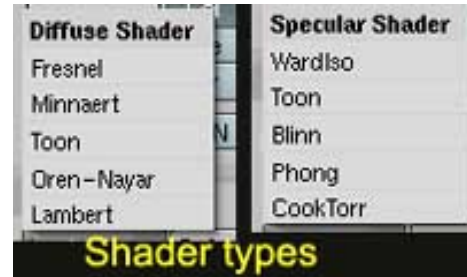 Diffuse Shader
Fresnel
Minnaert
Toon
Oren-Nayar
Lambert
Specular Shader
WardIso
Toon
Blinn
Phong
CookTorr
Shader types